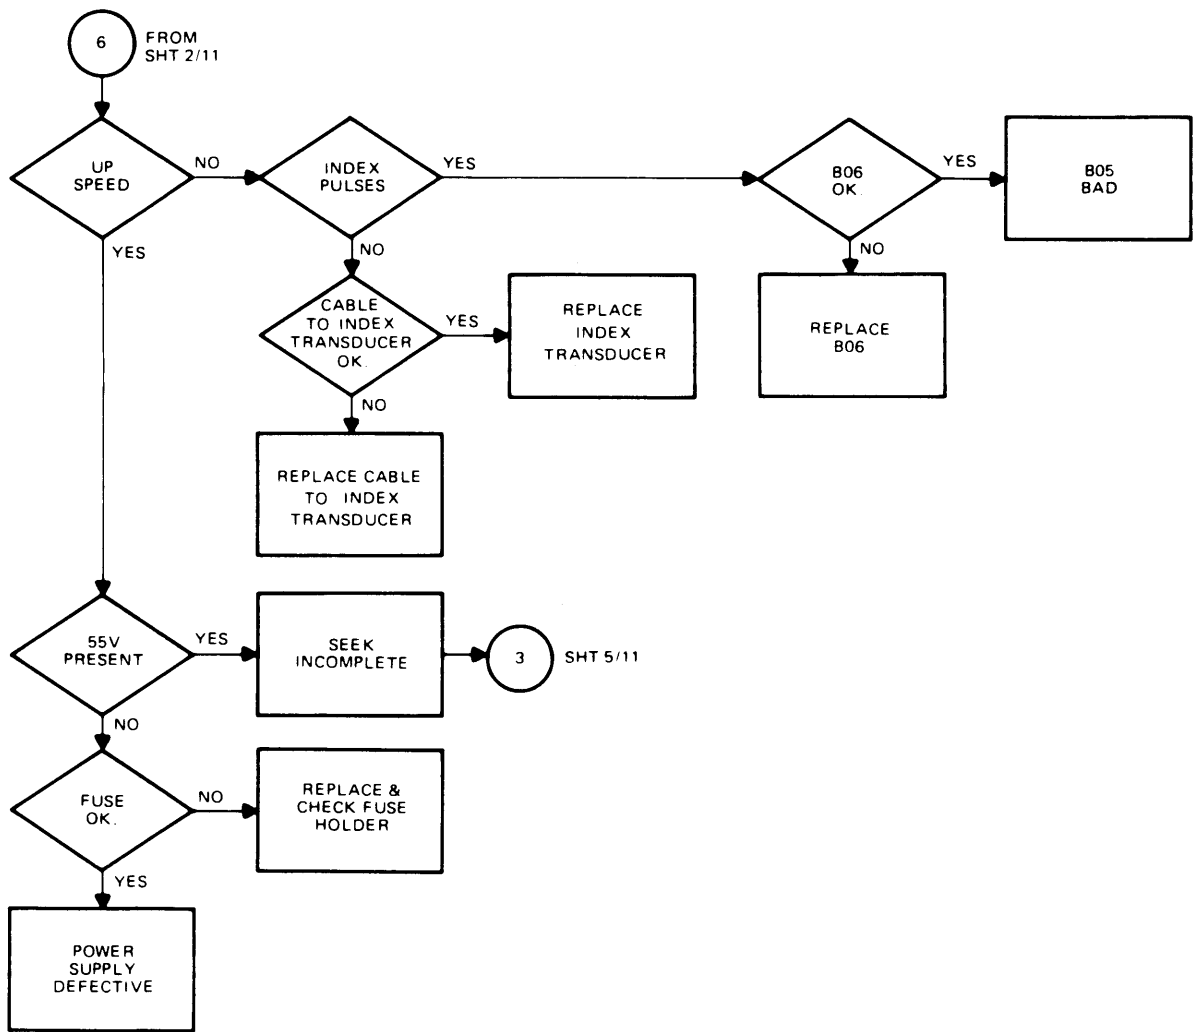 6
FROM
SHT 2/11
UP
SPEED
NO
YES
INDEX
PULSES
YES
NO
B06
OK.
YES
NO
B05
BAD
CABLE
TO INDEX
TRANSDUCER
OK.
YES
NO
REPLACE
INDEX
TRANSDUCER
REPLACE
B06
REPLACE CABLE
TO INDEX
TRANSDUCER
55V
PRESENT
YES
NO
SEEK
INCOMPLETE
3
SHT 5/11
FUSE
OK.
NO
YES
REPLACE &
CHECK FUSE
HOLDER
POWER
SUPPLY
DEFECTIVE